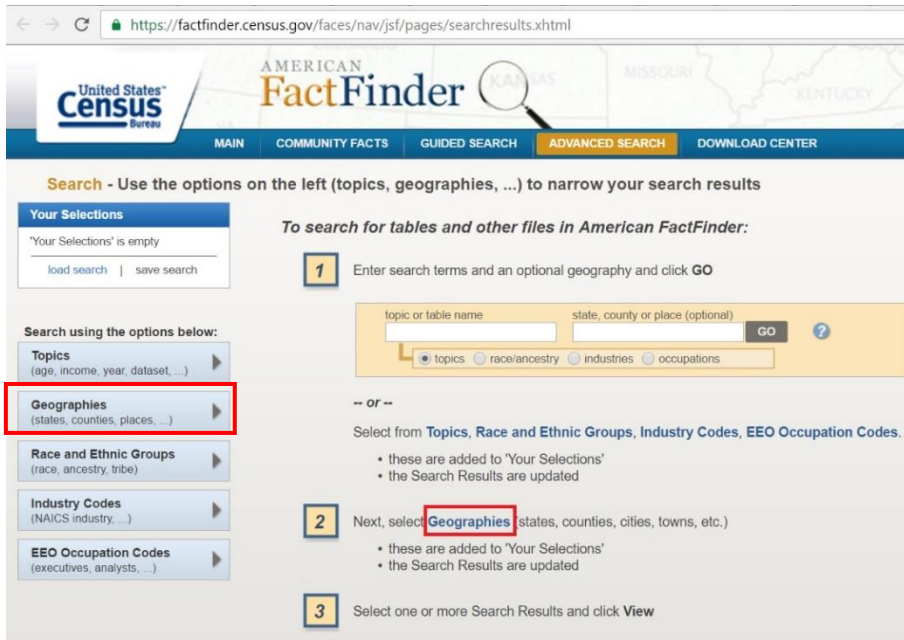 https://factfinder.census.gov/faces/nav/jsf/pages/searchresults.xhtml
United States™
Census
Bureau
AMERICAN
FactFinder
KANSAS
MISSOURI
KENTUCKY
MAIN COMMUNITY FACTS GUIDED SEARCH ADVANCED SEARCH DOWNLOAD CENTER
Search - Use the options on the left (topics, geographies, ...) to narrow your search results
Your Selections
'Your Selections' is empty
load search | save search
Search using the options below:
Topics
(age, income, year, dataset, ...)
Geographies
(states, counties, places, ...)
Race and Ethnic Groups
(race, ancestry, tribe)
Industry Codes
(NAICS industry, ...)
EEO Occupation Codes
(executives, analysts, ...)
To search for tables and other files in American FactFinder:
1 Enter search terms and an optional geography and click GO
topic or table name state, county or place (optional)
GO ?
topics race/ancestry industries occupations
-- or --
Select from Topics, Race and Ethnic Groups, Industry Codes, EEO Occupation Codes.
• these are added to 'Your Selections'
• the Search Results are updated
2 Next, select Geographies (states, counties, cities, towns, etc.)
• these are added to 'Your Selections'
• the Search Results are updated
3 Select one or more Search Results and click View